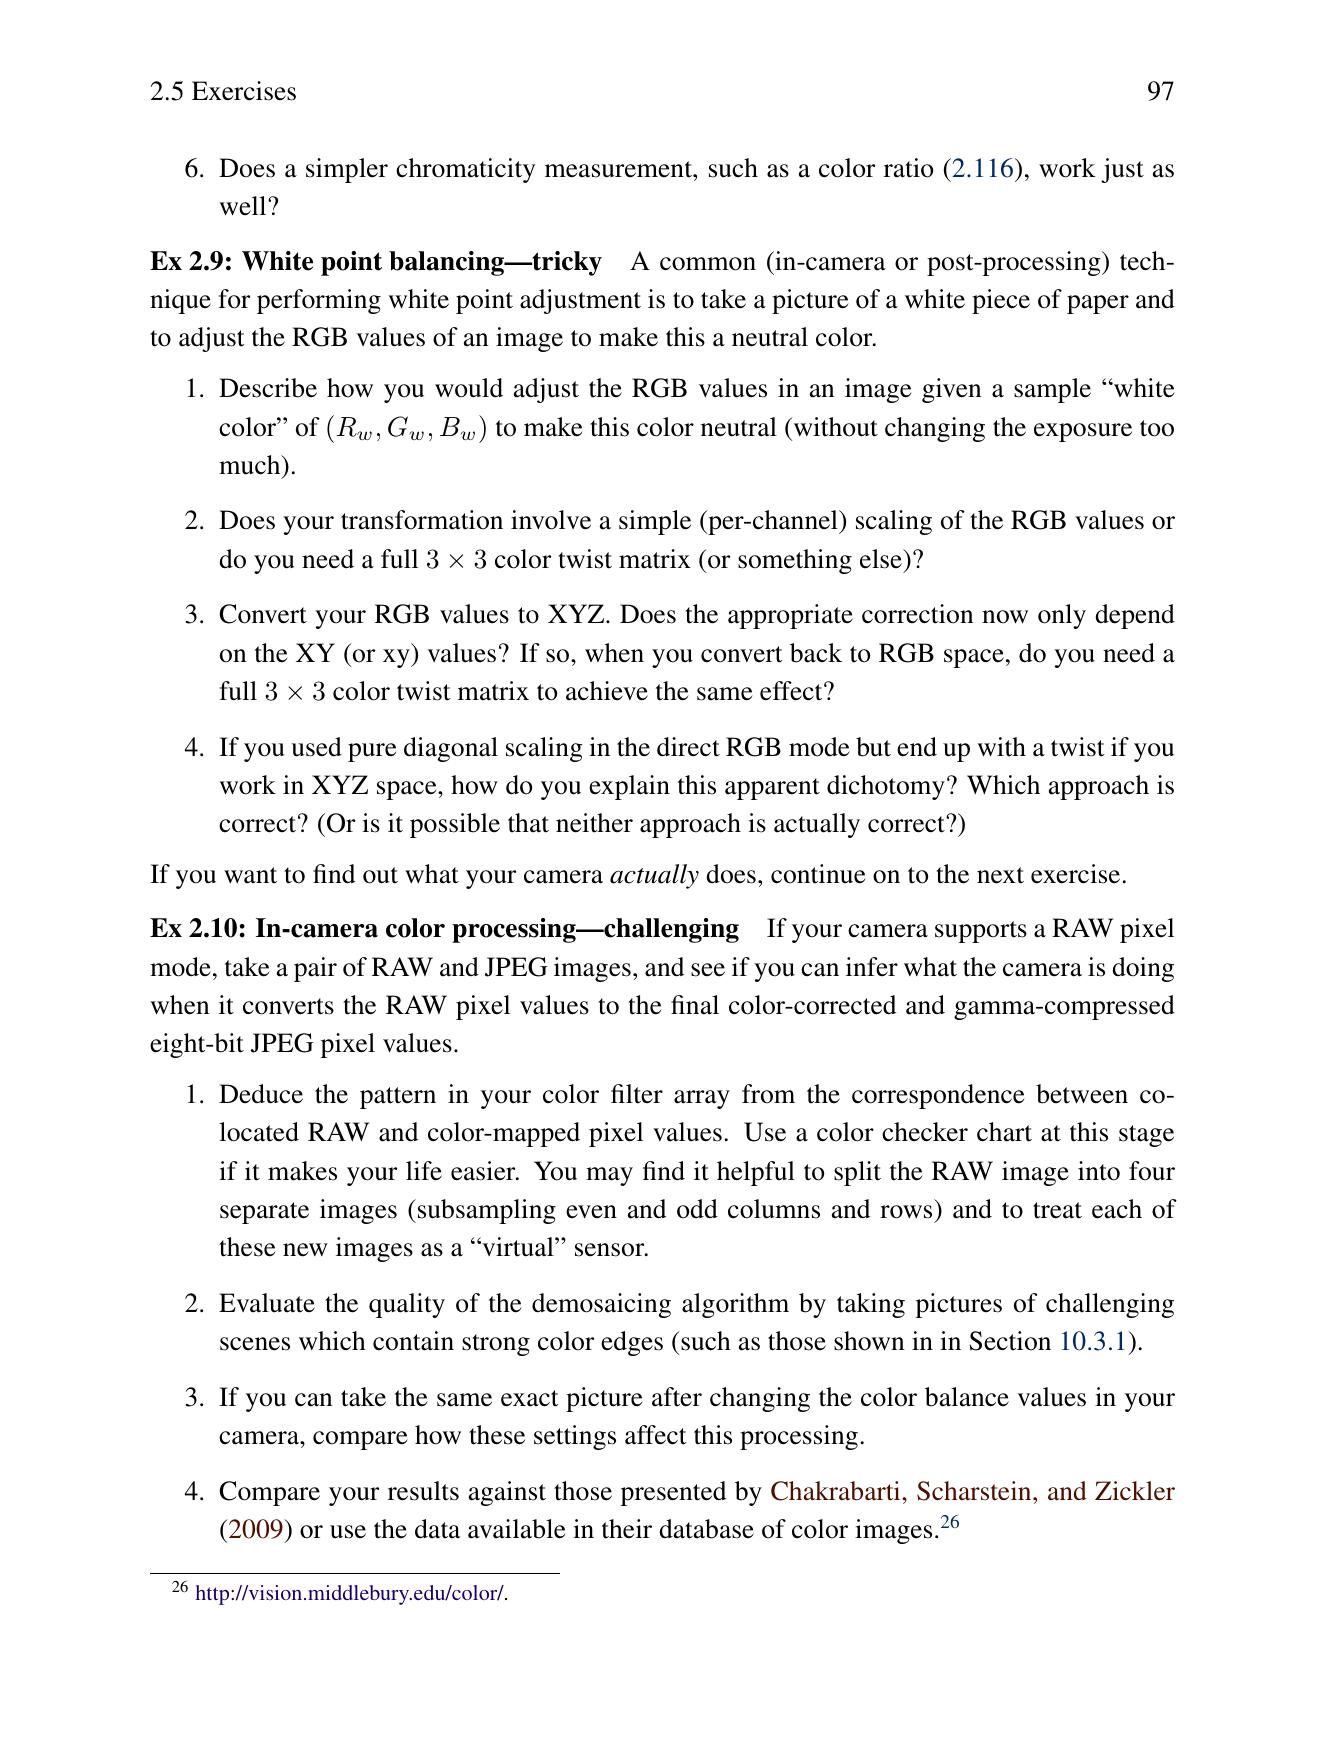 2.5 Exercises 97
6. Does a simpler chromaticity measurement, such as a color ratio (2.116), work just as
well?
Ex 2.9: White point balancing—tricky A common (in-camera or post-processing) tech-
nique for performing white point adjustment is to take a picture of a white piece of paper and
to adjust the RGB values of an image to make this a neutral color.
1. Describe how you would adjust the RGB values in an image given a sample “white
color” of (R_w, G_w, B_w) to make this color neutral (without changing the exposure too
much).
2. Does your transformation involve a simple (per-channel) scaling of the RGB values or
do you need a full 3 × 3 color twist matrix (or something else)?
3. Convert your RGB values to XYZ. Does the appropriate correction now only depend
on the XY (or xy) values? If so, when you convert back to RGB space, do you need a
full 3 × 3 color twist matrix to achieve the same effect?
4. If you used pure diagonal scaling in the direct RGB mode but end up with a twist if you
work in XYZ space, how do you explain this apparent dichotomy? Which approach is
correct? (Or is it possible that neither approach is actually correct?)
If you want to find out what your camera actually does, continue on to the next exercise.
Ex 2.10: In-camera color processing—challenging If your camera supports a RAW pixel
mode, take a pair of RAW and JPEG images, and see if you can infer what the camera is doing
when it converts the RAW pixel values to the final color-corrected and gamma-compressed
eight-bit JPEG pixel values.
1. Deduce the pattern in your color filter array from the correspondence between co-
located RAW and color-mapped pixel values. Use a color checker chart at this stage
if it makes your life easier. You may find it helpful to split the RAW image into four
separate images (subsampling even and odd columns and rows) and to treat each of
these new images as a “virtual” sensor.
2. Evaluate the quality of the demosaicing algorithm by taking pictures of challenging
scenes which contain strong color edges (such as those shown in in Section 10.3.1).
3. If you can take the same exact picture after changing the color balance values in your
camera, compare how these settings affect this processing.
4. Compare your results against those presented by Chakrabarti, Scharstein, and Zickler
(2009) or use the data available in their database of color images.26
26 http://vision.middlebury.edu/color/.